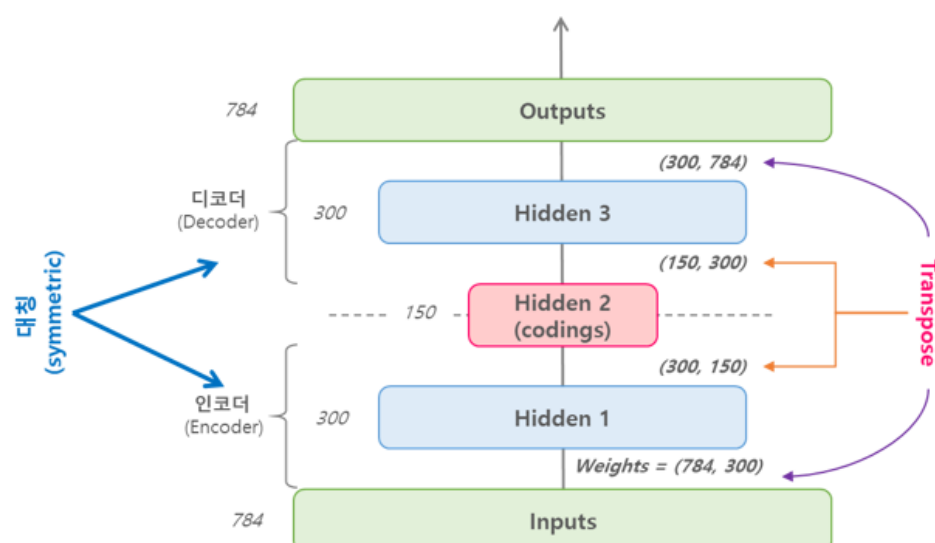 784
Outputs
(300, 784)
디코더
(Decoder)
300
Hidden 3
(150, 300)
대칭
(symmetric)
150
Hidden 2
(codings)
Transpose
(300, 150)
인코더
(Encoder)
300
Hidden 1
Weights = (784, 300)
784
Inputs